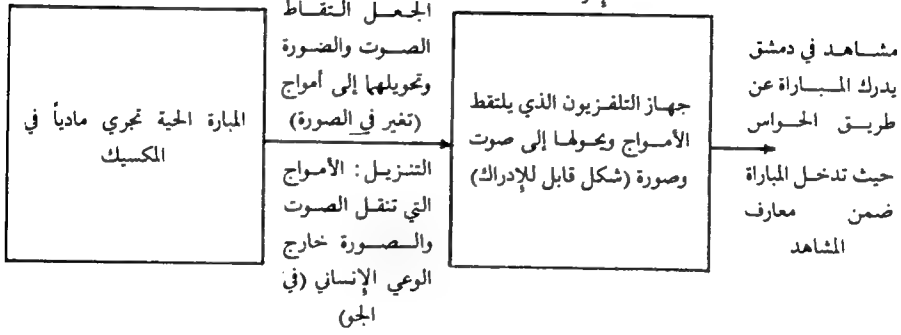 المبارة الحية تجري مادياً في
المكسيك
الجعل التقاط
الصوت والضورة
وتحويلهما إلى أمواج
(تغير في الصورة)
التنزيل: الأمواج
التي تنقل الصوت
والصورة خارج
الوعي الإنساني (في
الجو)
جهاز التلفزيون الذي يلتقط
الأمواج ويحولها إلى صوت
وصورة (شكل قابل للإدراك)
مشاهد في دمشق
يدرك المباراة عن
طريق الحواس
حيث تدخل المباراة
ضمن معارف
المشاهد